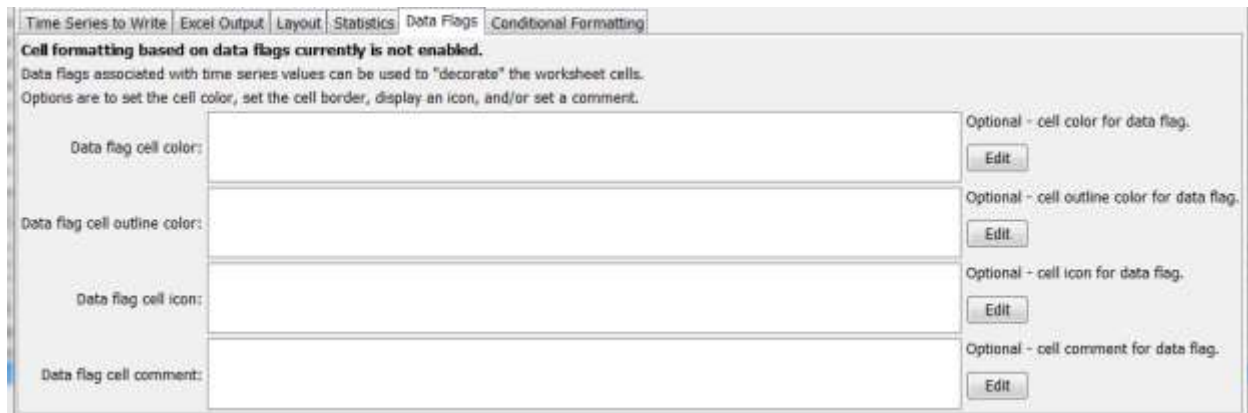 Time Series to Write Excel Output Layout Statistics Data Flags Conditional Formatting
Cell formatting based on data flags currently is not enabled.
Data flags associated with time series values can be used to "decorate" the worksheet cells.
Options are to set the cell color, set the cell border, display an icon, and/or set a comment.
Data flag cell color:
Optional - cell color for data flag.
Edit
Data flag cell outline color:
Optional - cell outline color for data flag.
Edit
Data flag cell icon:
Optional - cell icon for data flag.
Edit
Data flag cell comment:
Optional - cell comment for data flag.
Edit